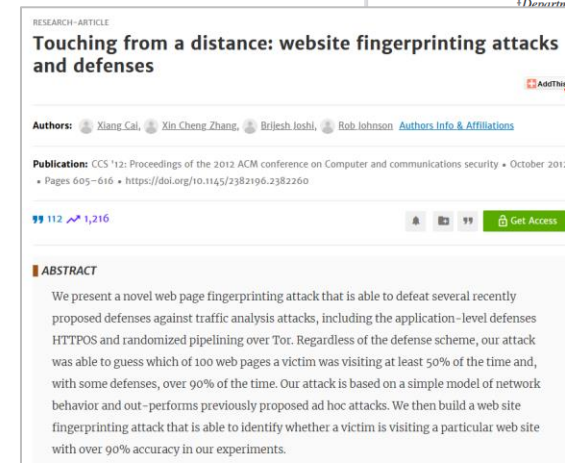 †Departm
RESEARCH-ARTICLE
Touching from a distance: website fingerprinting attacks
and defenses
AddThis
Authors: Xiang Cai, Xin Cheng Zhang, Brijesh Joshi, Rob Johnson Authors Info & Affiliations
Publication: CCS '12: Proceedings of the 2012 ACM conference on Computer and communications security • October 2012
• Pages 605–616 • https://doi.org/10.1145/2382196.2382260
112 1,216 Get Access
ABSTRACT
We present a novel web page fingerprinting attack that is able to defeat several recently
proposed defenses against traffic analysis attacks, including the application-level defenses
HTTPOS and randomized pipelining over Tor. Regardless of the defense scheme, our attack
was able to guess which of 100 web pages a victim was visiting at least 50% of the time and,
with some defenses, over 90% of the time. Our attack is based on a simple model of network
behavior and out-performs previously proposed ad hoc attacks. We then build a web site
fingerprinting attack that is able to identify whether a victim is visiting a particular web site
with over 90% accuracy in our experiments.